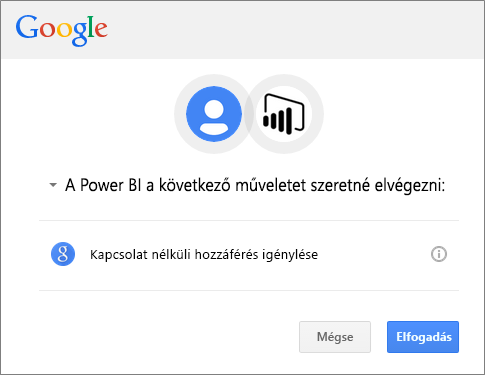 Google
A Power BI a következő műveletet szeretné elvégezni:
Kapcsolat nélküli hozzáférés igénylése
Mégse
Elfogadás